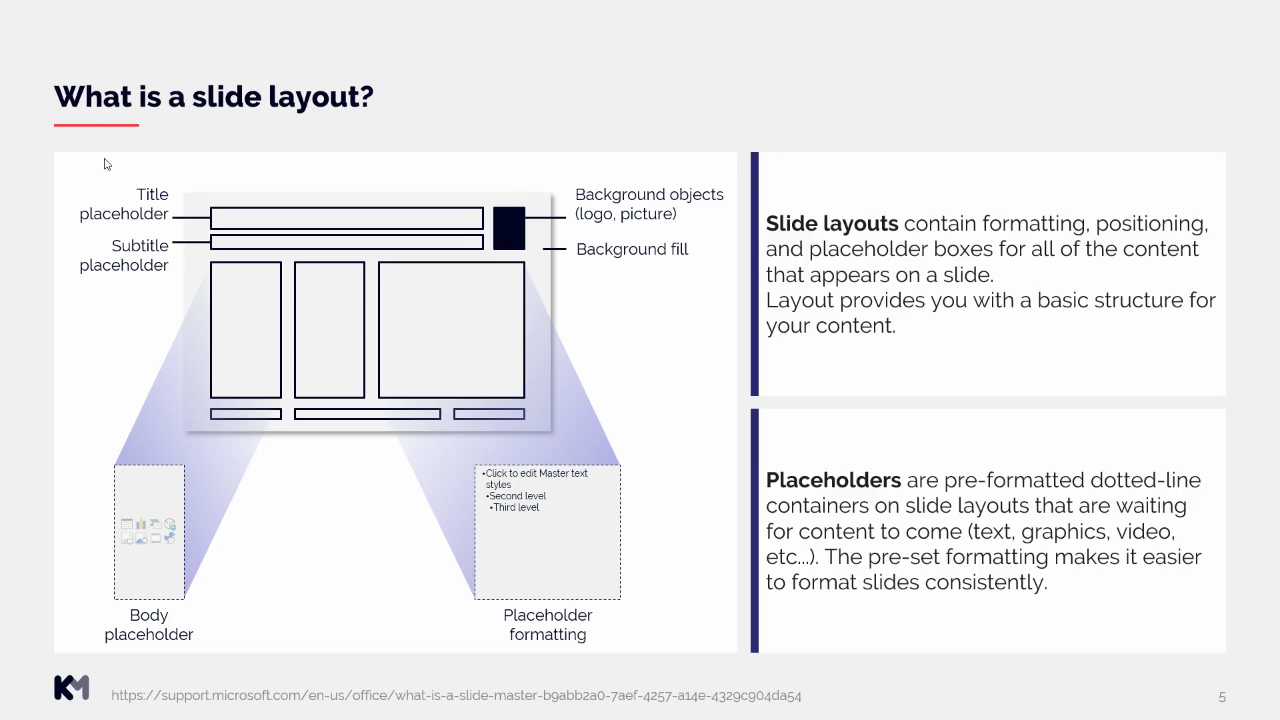 What is a slide layout?
Title
placeholder
Subtitle
placeholder
Background objects
(logo, picture)
Background fill
•Click to edit Master text
styles
•Second level
•Third level
Body
placeholder
Placeholder
formatting
Slide layouts contain formatting, positioning,
and placeholder boxes for all of the content
that appears on a slide.
Layout provides you with a basic structure for
your content.
Placeholders are pre-formatted dotted-line
containers on slide layouts that are waiting
for content to come (text, graphics, video,
etc...). The pre-set formatting makes it easier
to format slides consistently.
KM
https://support.microsoft.com/en-us/office/what-is-a-slide-master-b9abb2a0-7aef-4257-a14e-4329c904da54
5